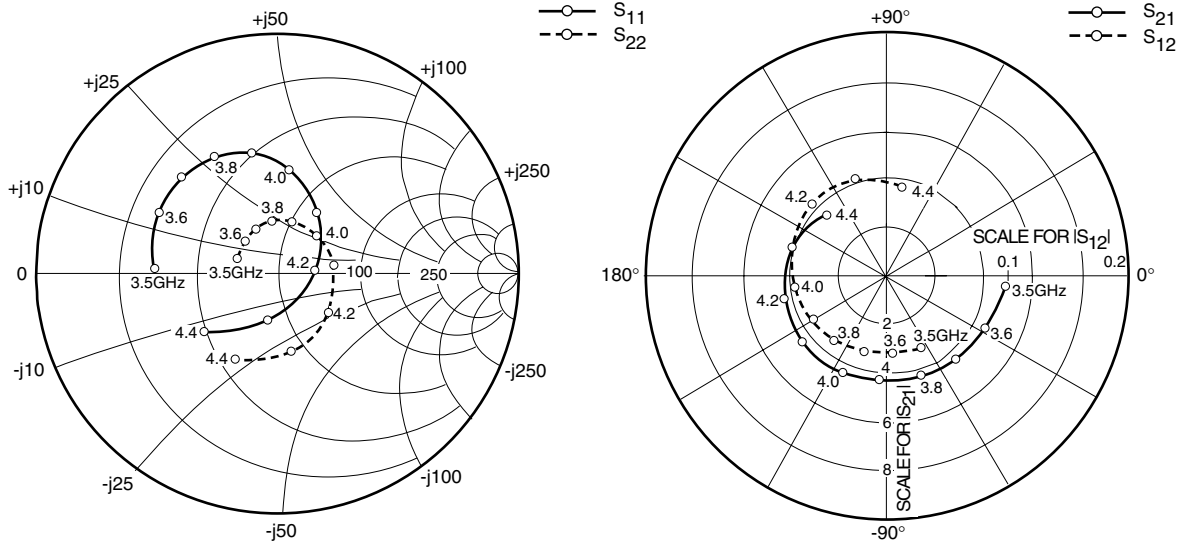 S11
S22
+j50
+j25
+j100
+j10
+j250
3.8
4.0
3.6
3.8
3.6
4.0
3.5GHz
4.2
0
100
250
3.5GHz
4.2
4.4
4.4
-j10
-j250
-j25
-j100
-j50
S21
S12
+90°
4.2
4.4
4.4
SCALE FOR |S12|
180°
0.1
0.2
0°
4.0
3.5GHz
4.2
2
3.8
3.6
3.5GHz
3.6
4
4.0
3.8
6
8
SCALE FOR |S21|
-90°